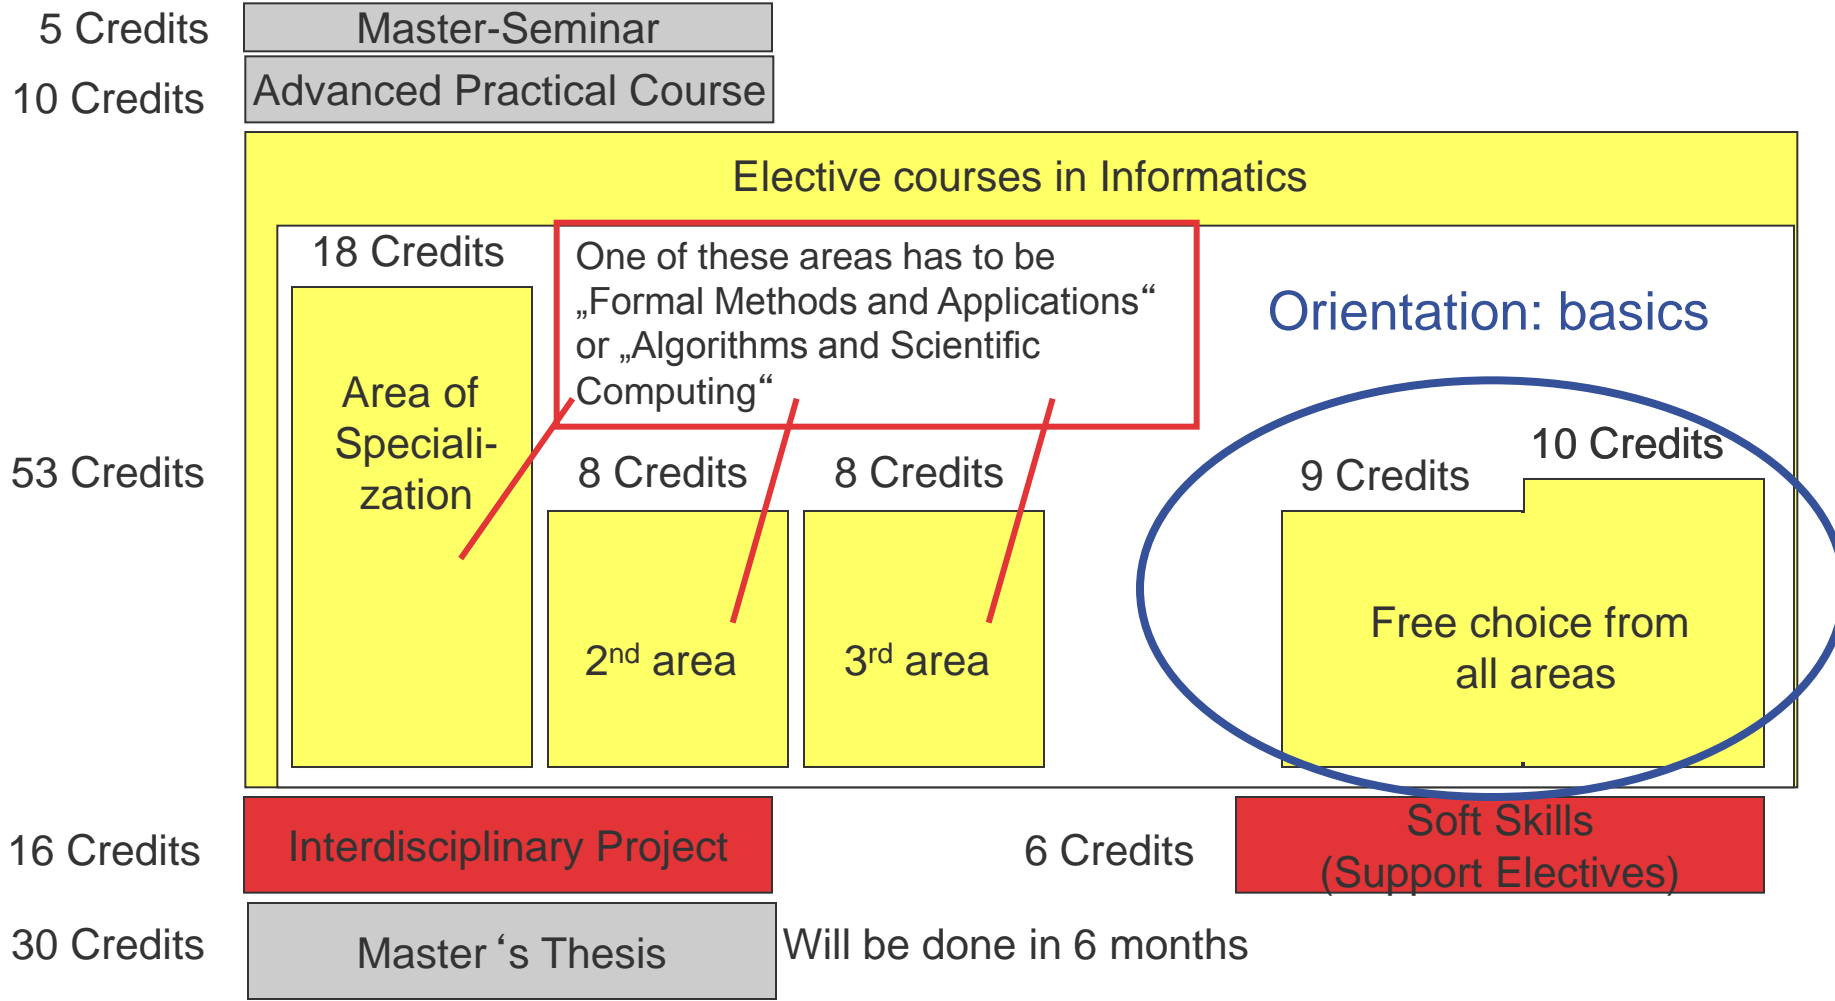 5 Credits
Master-Seminar
10 Credits
Advanced Practical Course
Elective courses in Informatics
18 Credits
One of these areas has to be
„Formal Methods and Applications“
or „Algorithms and Scientific
Computing“
Orientation: basics
Area of
Speciali-
zation
53 Credits
8 Credits
8 Credits
9 Credits
10 Credits
2nd area
3rd area
Free choice from
all areas
16 Credits
Interdisciplinary Project
6 Credits
Soft Skills
(Support Electives)
30 Credits
Master‘s Thesis
Will be done in 6 months